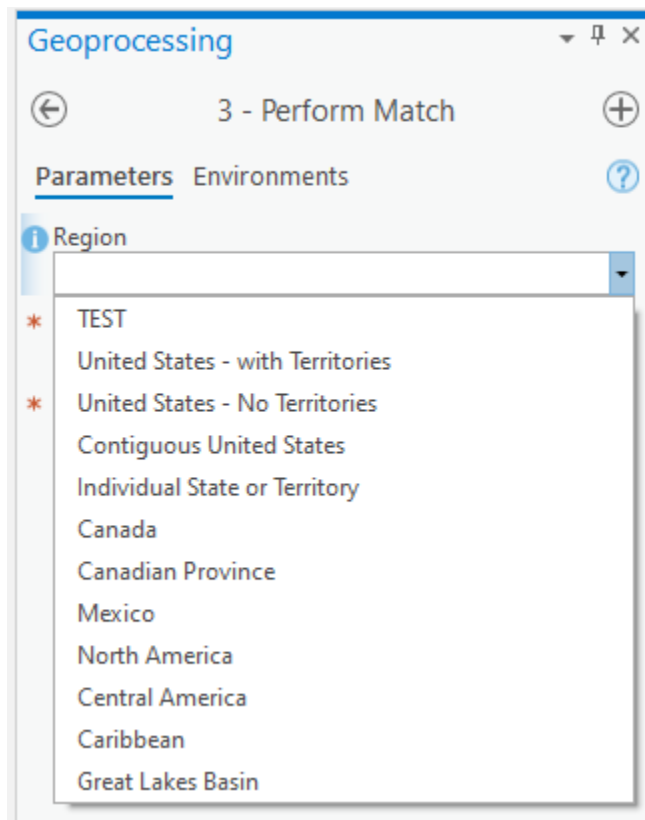 Geoprocessing
3 - Perform Match
Parameters Environments
Region
TEST
United States - with Territories
United States - No Territories
Contiguous United States
Individual State or Territory
Canada
Canadian Province
Mexico
North America
Central America
Caribbean
Great Lakes Basin